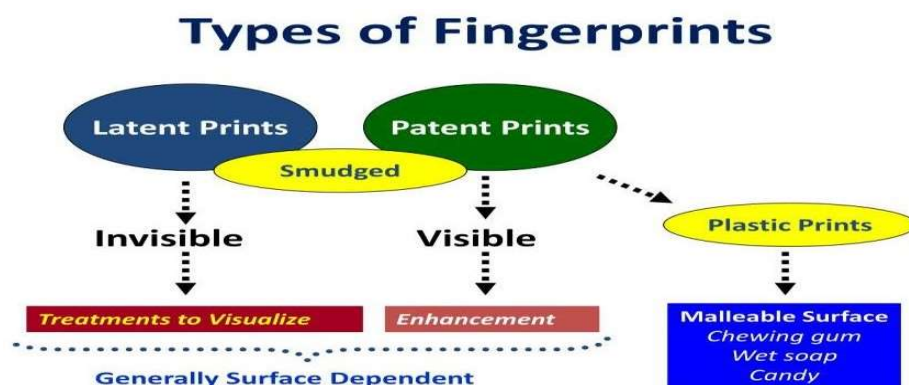 Types of Fingerprints
Latent Prints
Patent Prints
Smudged
Plastic Prints
Invisible
Visible
Treatments to Visualize
Enhancement
Malleable Surface
Chewing gum
Wet soap
Candy
Generally Surface Dependent